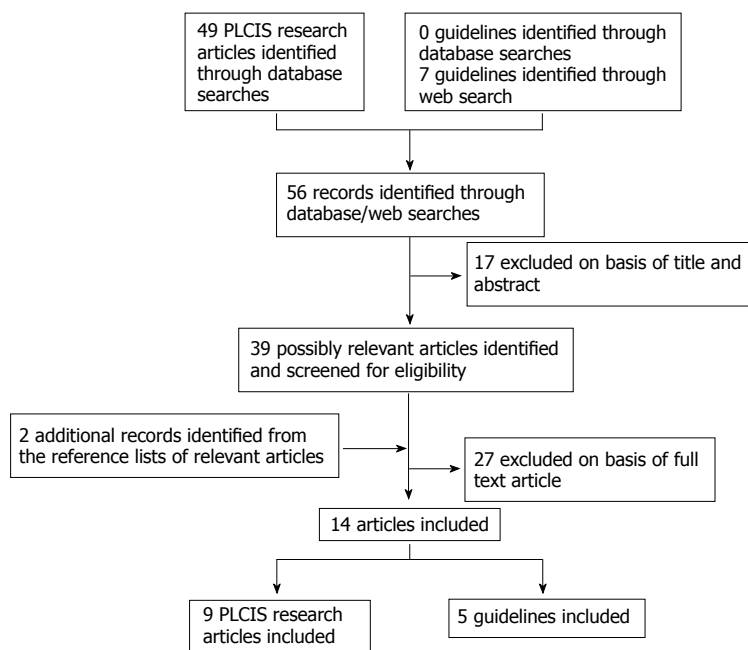 49 PLCIS research
articles identified
through database
searches
0 guidelines identified through
database searches
7 guidelines identified through
web search
56 records identified through
database/web searches
17 excluded on basis of title and
abstract
39 possibly relevant articles identified
and screened for eligibility
2 additional records identified from
the reference lists of relevant articles
27 excluded on basis of full
text article
14 articles included
9 PLCIS research
articles included
5 guidelines included